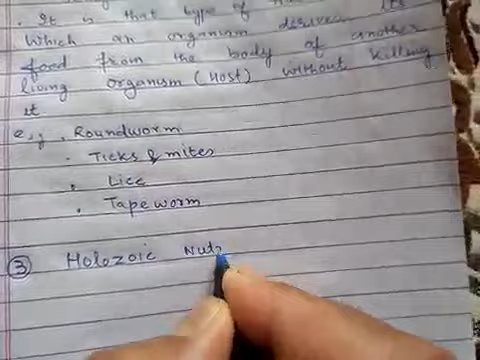 . It is that type of
which an organism derives its
food from the body of another
living organism (Host) without killing
it
e,g . Roundworm
. Ticks & mites
. Lice
. Tapeworm
③ Holozoic Nut